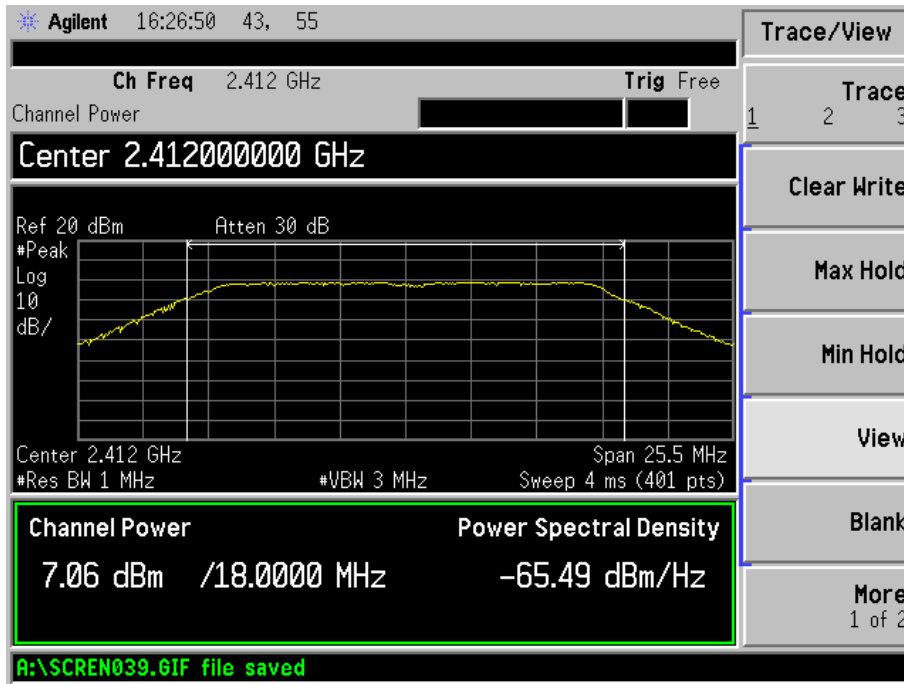 Agilent 16:26:50 43, 55
Trace/View
Ch Freq 2.412 GHz Trig Free
Channel Power
Trace
1 2 3
Center 2.412000000 GHz
Clear Write
Ref 20 dBm Atten 30 dB
#Peak
Log
10
dB/
Max Hold
Min Hold
Center 2.412 GHz Span 25.5 MHz
#Res BW 1 MHz #VBW 3 MHz Sweep 4 ms (401 pts)
View
Channel Power Power Spectral Density
7.06 dBm /18.0000 MHz -65.49 dBm/Hz
Blank
More
1 of 2
A:\SCREN039.GIF file saved